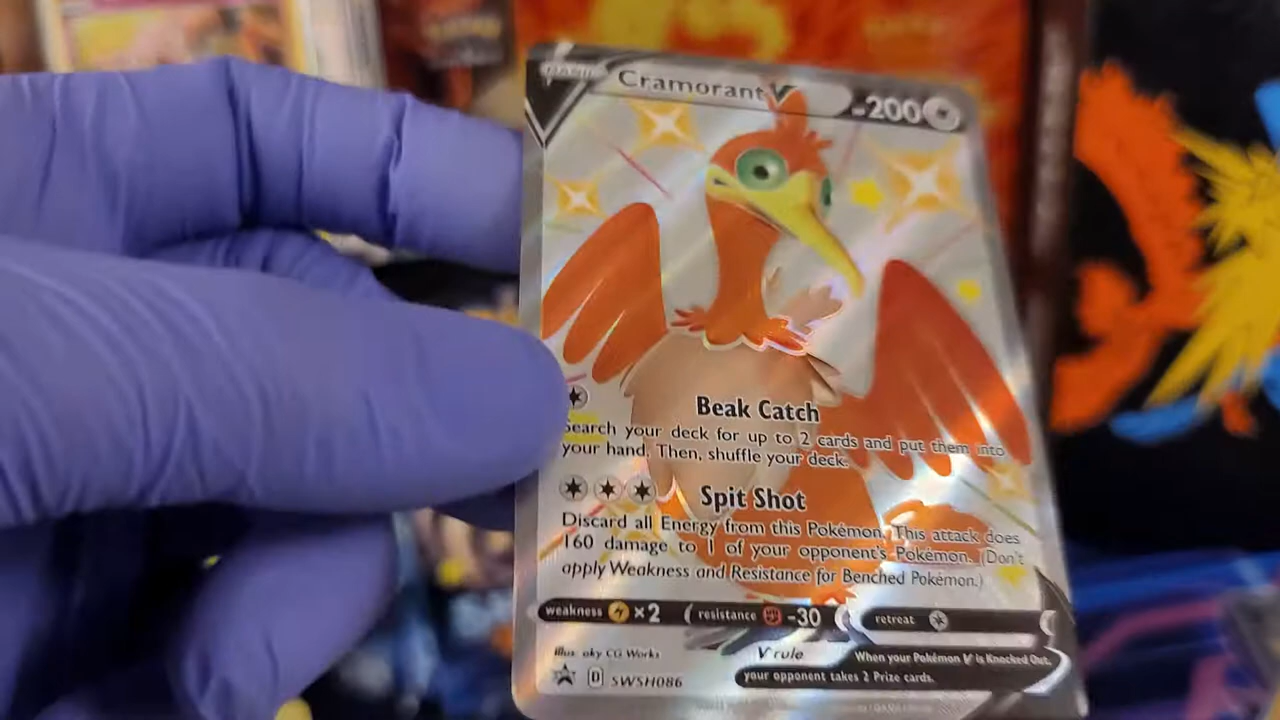 BASIC
Cramorant V
200
Beak Catch
Search your deck for up to 2 cards and put them into
your hand. Then, shuffle your deck.
Spit Shot
Discard all Energy from this Pokémon. This attack does
160 damage to 1 of your opponent's Pokémon. (Don't
apply Weakness and Resistance for Benched Pokémon.)
weakness ×2 resistance -30 retreat
Illus. aky CG Works
V rule
When your Pokémon V is Knocked Out,
your opponent takes 2 Prize cards.
D SWSH086